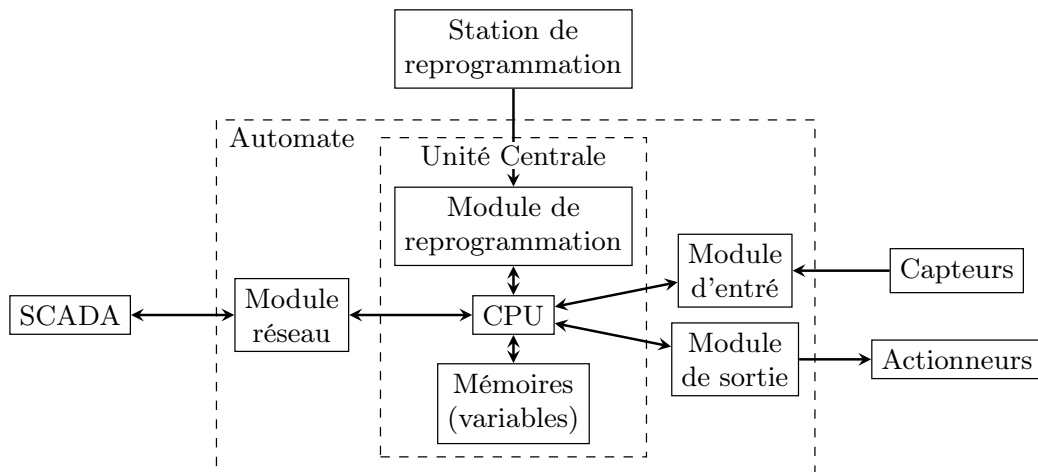 Station de
reprogrammation
Automate
Unité Centrale
Module de
reprogrammation
Module
d'entré
Capteurs
SCADA
Module
réseau
CPU
Module
de sortie
Actionneurs
Mémoires
(variables)